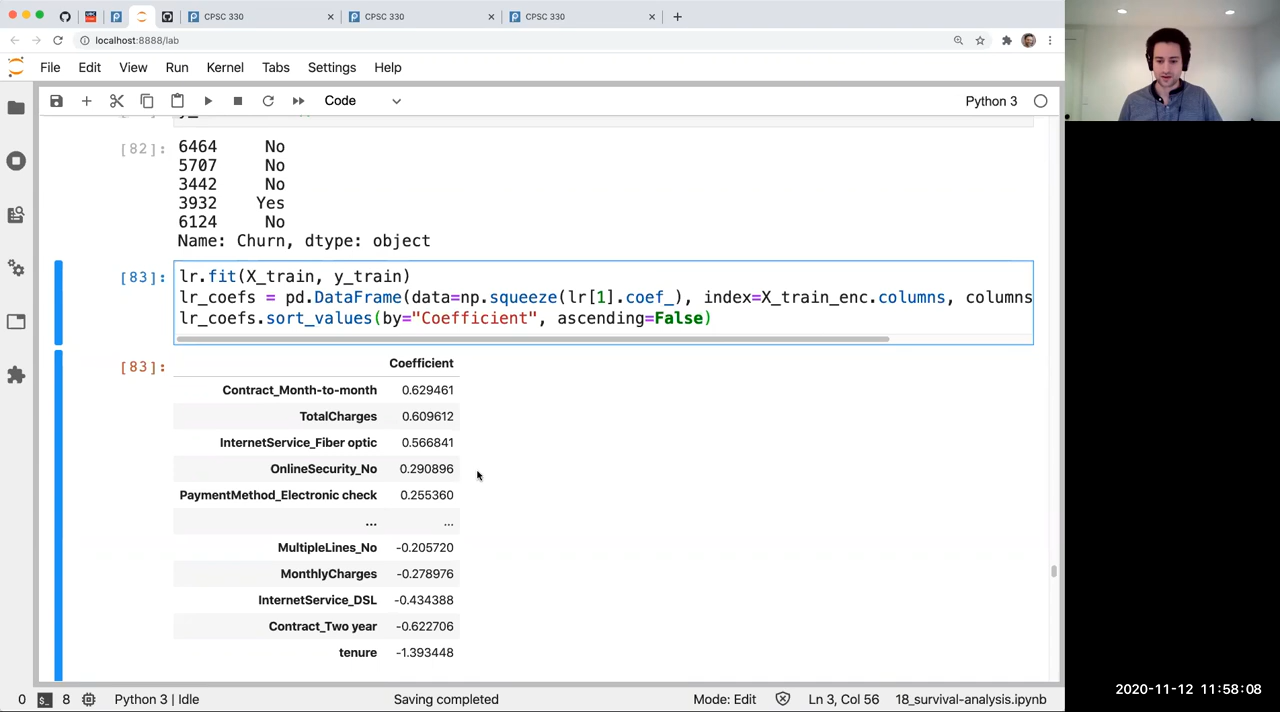 CPSC 330
CPSC 330
CPSC 330
localhost:8888/lab
File Edit View Run Kernel Tabs Settings Help
Code
Python 3
[82]:
6464 No
5707 No
3442 No
3932 Yes
6124 No
Name: Churn, dtype: object
[83]:
lr.fit(X_train, y_train)
lr_coefs = pd.DataFrame(data=np.squeeze(lr[1].coef_), index=X_train_enc.columns, columns
lr_coefs.sort_values(by="Coefficient", ascending=False)
[83]:
Coefficient
Contract_Month-to-month 0.629461
TotalCharges 0.609612
InternetService_Fiber optic 0.566841
OnlineSecurity_No 0.290896
PaymentMethod_Electronic check 0.255360
... ...
MultipleLines_No -0.205720
MonthlyCharges -0.278976
InternetService_DSL -0.434388
Contract_Two year -0.622706
tenure -1.393448
0 8 Python 3 | Idle Saving completed Mode: Edit Ln 3, Col 56 18_survival-analysis.ipynb
2020-11-12 11:58:08